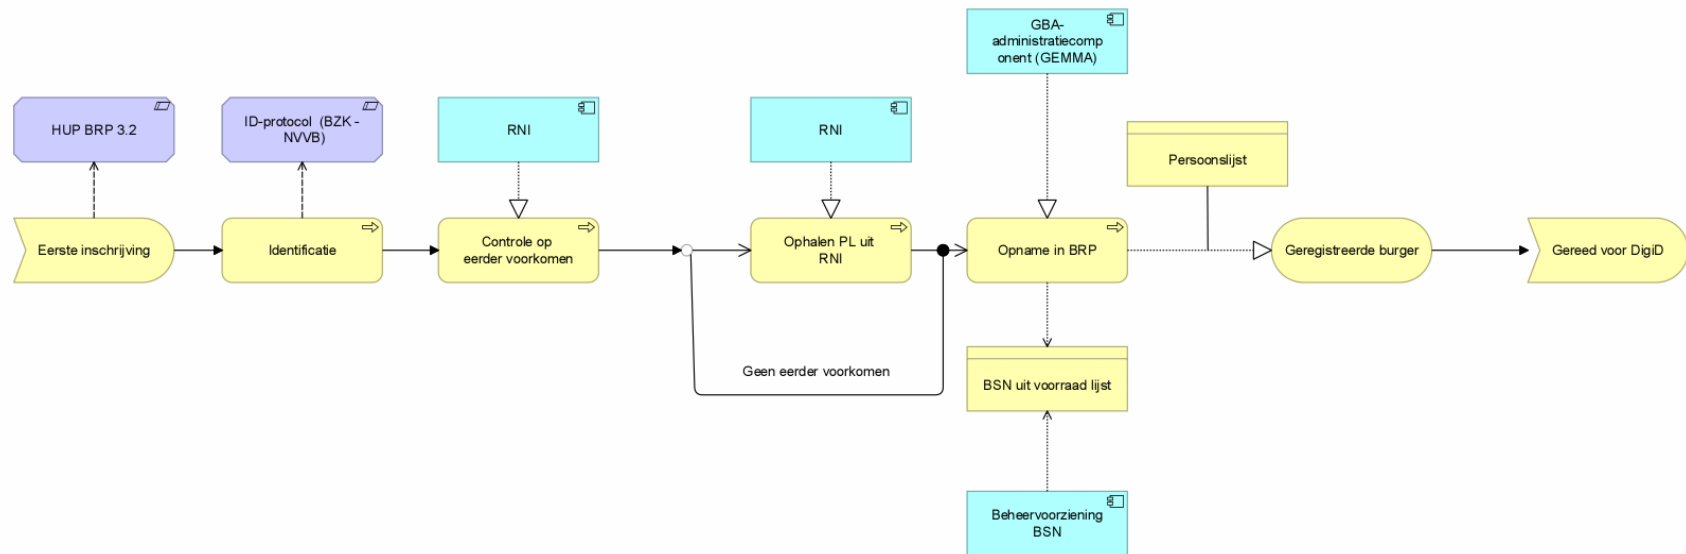 GBA-
administratiecomp
onent (GEMMA)
HUP BRP 3.2
ID-protocol (BZK -
NVVB)
RNI
RNI
Persoonslijst
Eerste inschrijving
Identificatie
Controle op
eerder voorkomen
Ophalen PL uit
RNI
Opname in BRP
Geregistreerde burger
Gereed voor DigiD
Geen eerder voorkomen
BSN uit voorraad lijst
Beheervoorziening
BSN